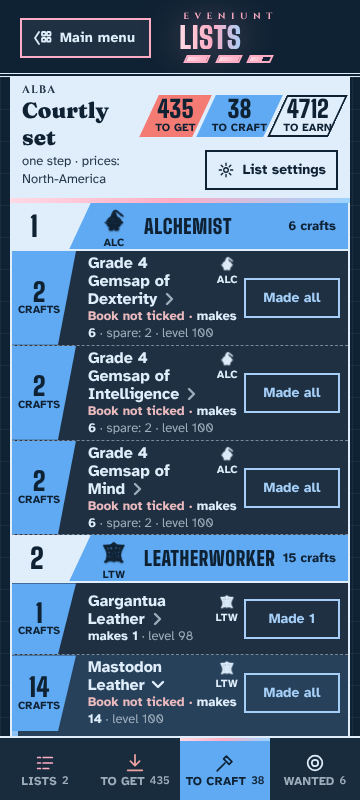 Main menu
EVENIUNT
LISTS
ALBA
Courtly set
one step · prices: North-America
435 TO GET
38 TO CRAFT
4712 TO EARN
List settings
1 ALC ALCHEMIST 6 crafts
2 CRAFTS
Grade 4
Gemsap of
Dexterity
ALC
Book not ticked · makes
6 · spare: 2 · level 100
Made all
2 CRAFTS
Grade 4
Gemsap of
Intelligence
ALC
Book not ticked · makes
6 · spare: 2 · level 100
Made all
2 CRAFTS
Grade 4
Gemsap of
Mind
ALC
Book not ticked · makes
6 · spare: 2 · level 100
Made all
2 LTW LEATHERWORKER 15 crafts
1 CRAFTS
Gargantua
Leather
LTW
makes 1 · level 98
Made 1
14 CRAFTS
Mastodon
Leather
LTW
Book not ticked · makes
14 · level 100
Made all
LISTS 2
TO GET 435
TO CRAFT 38
WANTED 6